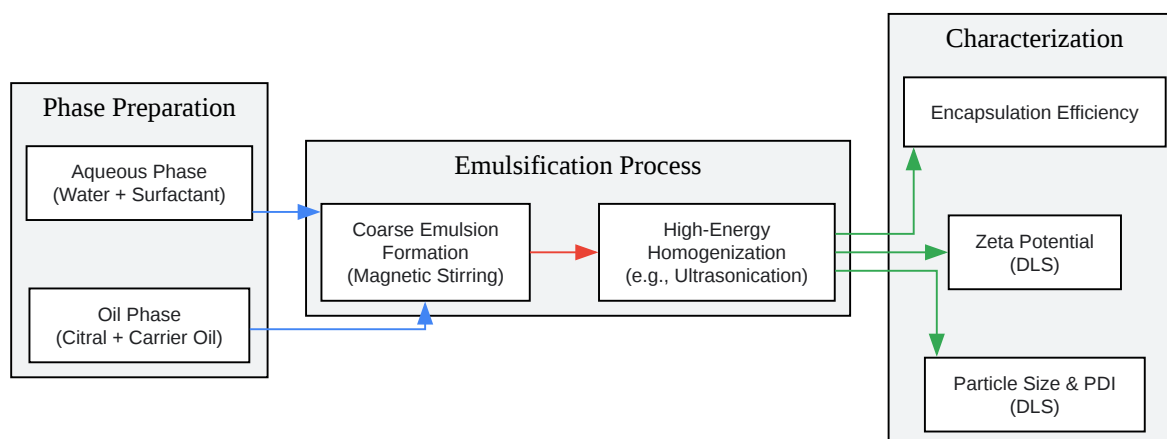 Phase Preparation
Aqueous Phase
(Water + Surfactant)
Oil Phase
(Citral + Carrier Oil)
Emulsification Process
Coarse Emulsion
Formation
(Magnetic Stirring)
High-Energy
Homogenization
(e.g., Ultrasonication)
Characterization
Encapsulation Efficiency
Zeta Potential
(DLS)
Particle Size & PDI
(DLS)